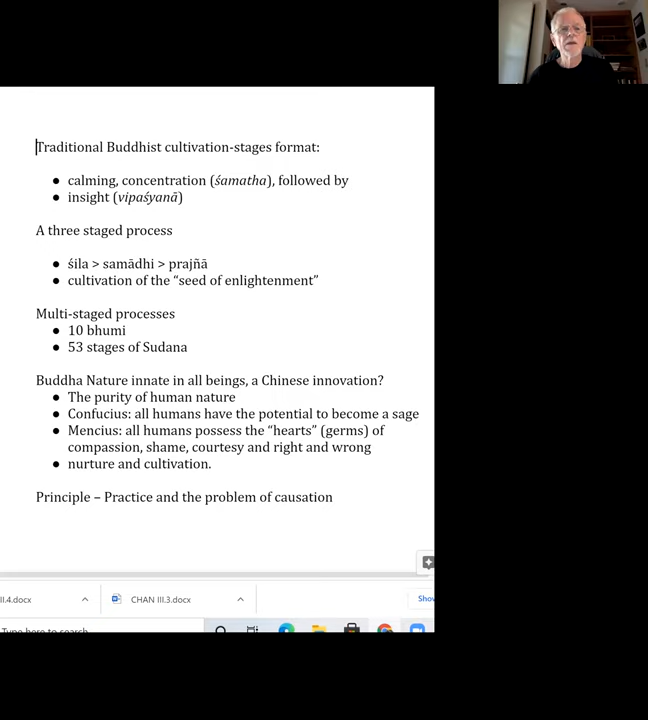 Traditional Buddhist cultivation-stages format:
● calming, concentration (śamatha), followed by
● insight (vipaśyanā)
A three staged process
● śila > samādhi > prajñā
● cultivation of the “seed of enlightenment”
Multi-staged processes
● 10 bhumi
● 53 stages of Sudana
Buddha Nature innate in all beings, a Chinese innovation?
● The purity of human nature
● Confucius: all humans have the potential to become a sage
● Mencius: all humans possess the “hearts” (germs) of
compassion, shame, courtesy and right and wrong
● nurture and cultivation.
Principle – Practice and the problem of causation
II.4.docx
CHAN III.3.docx
Show
Type here to search